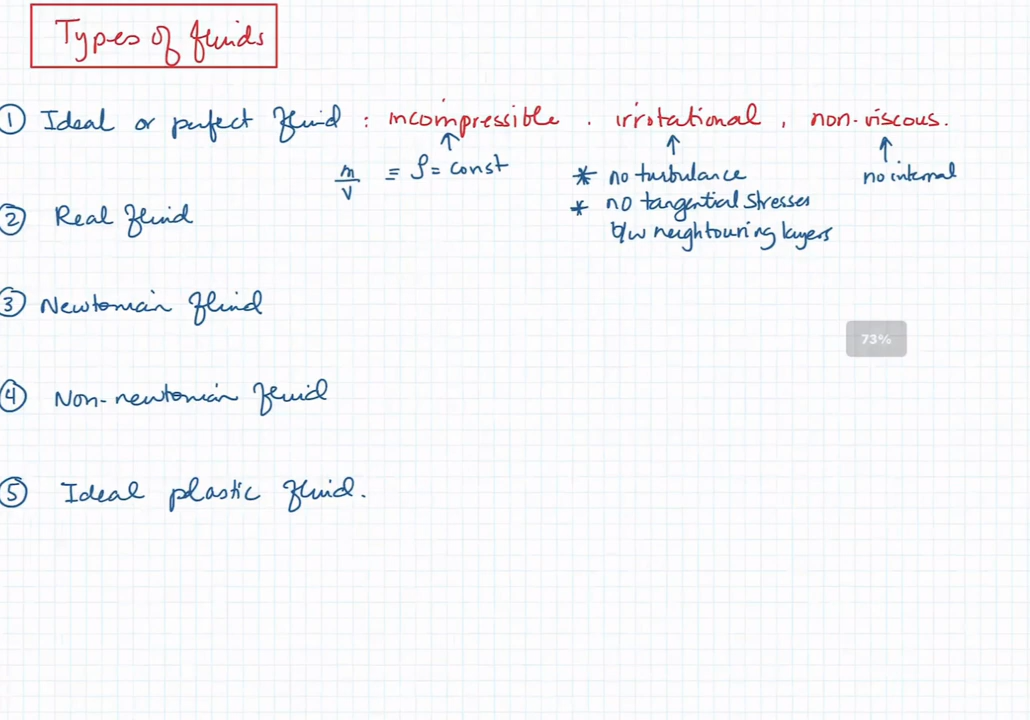 Types of fluids
① Ideal or perfect fluid : incompressible . irrotational , non-viscous.
m/v ≡ ρ = const
* no turbulance
no internal
* no tangential stresses
b/w neightouring layers
② Real fluid
③ Newtonian fluid
73%
④ Non-newtonian fluid
⑤ Ideal plastic fluid.